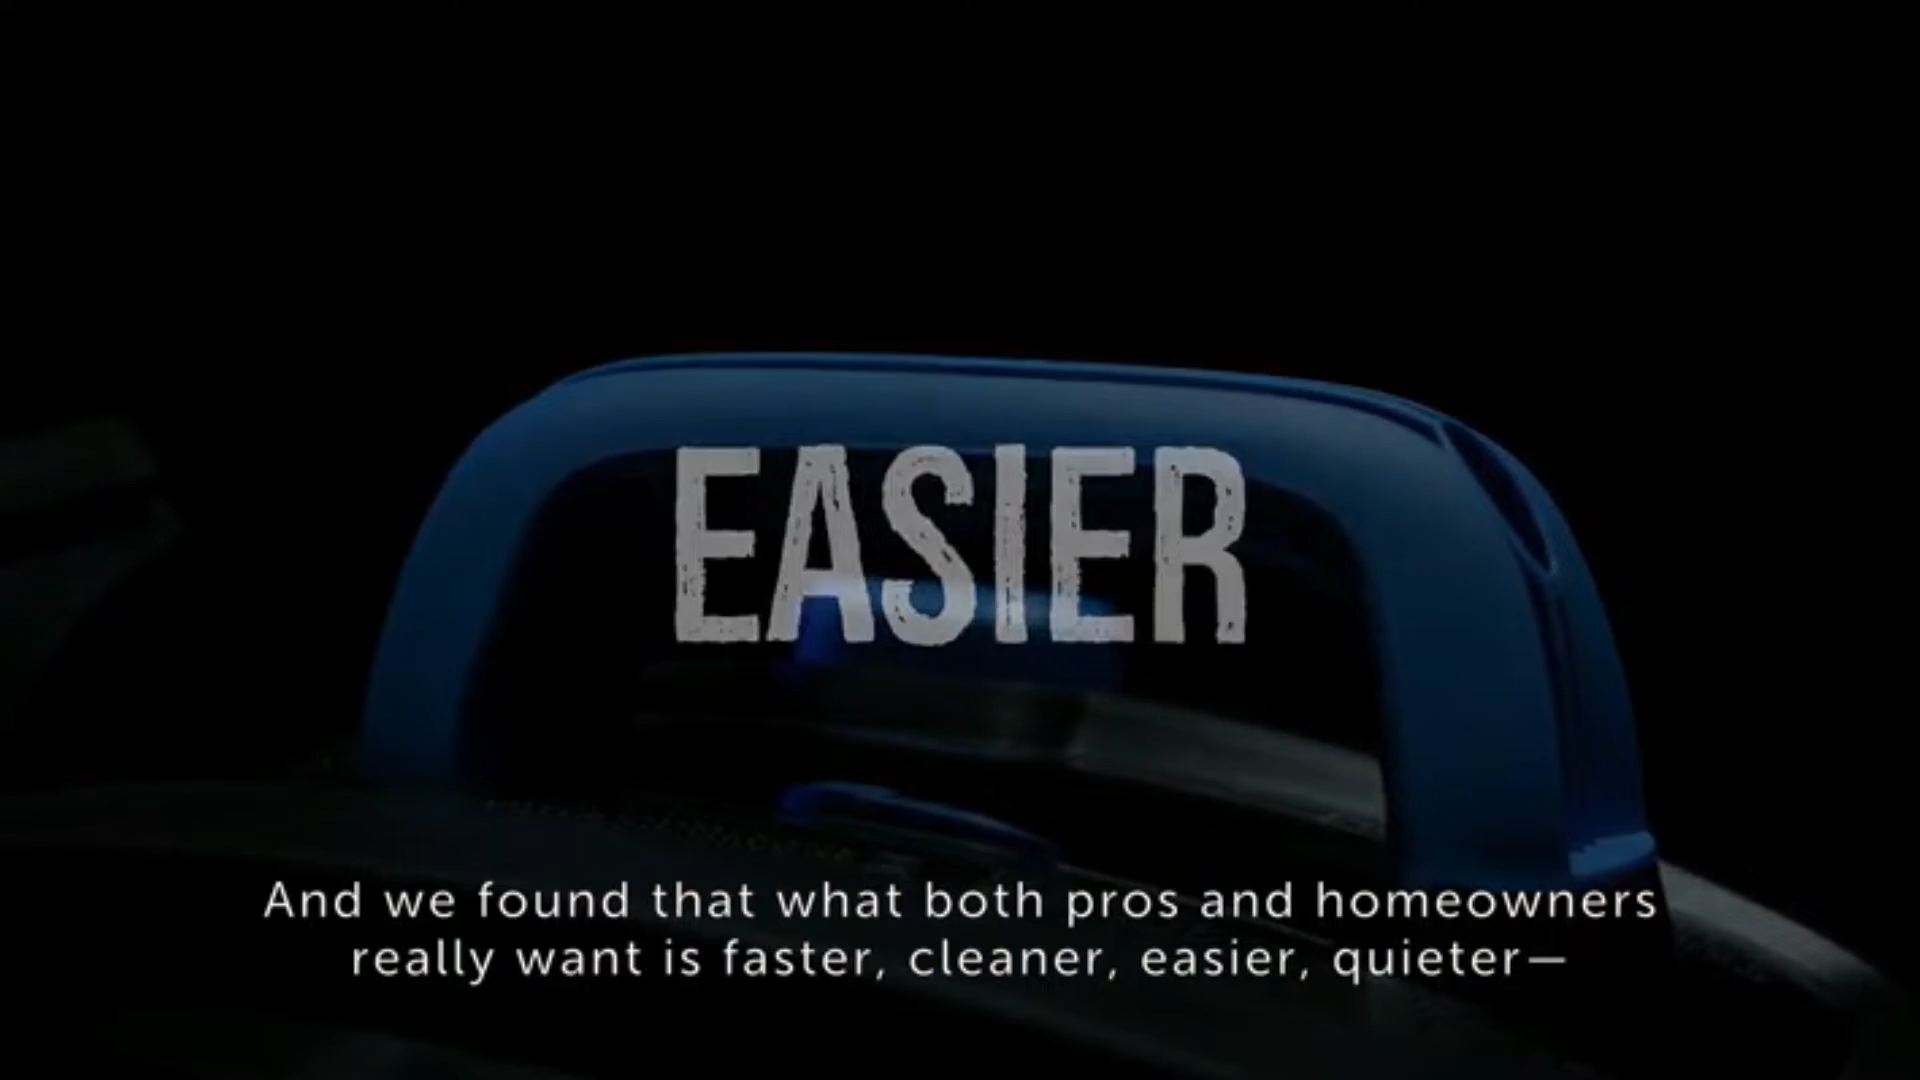 EASIER
And we found that what both pros and homeowners
really want is faster, cleaner, easier, quieter—